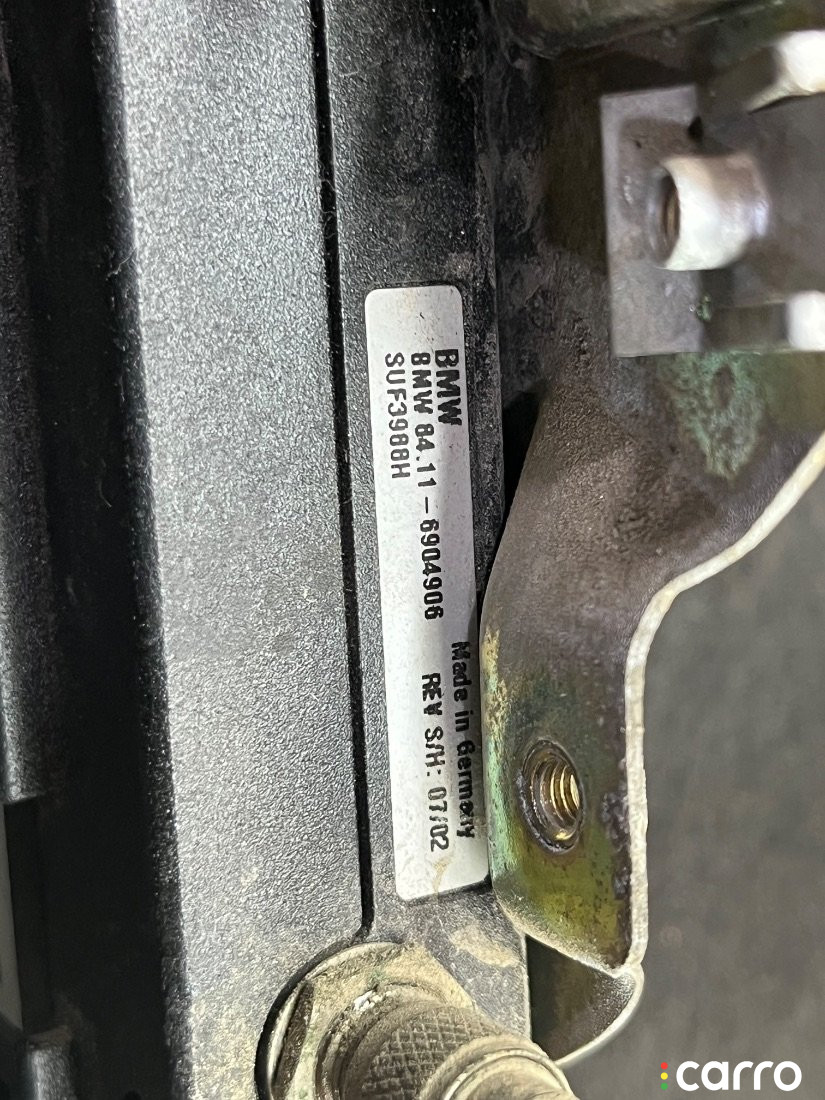 BMW Made in Germany
BMW 84.11-6904906 REV S/H: 07/02
SUF3988H
carro